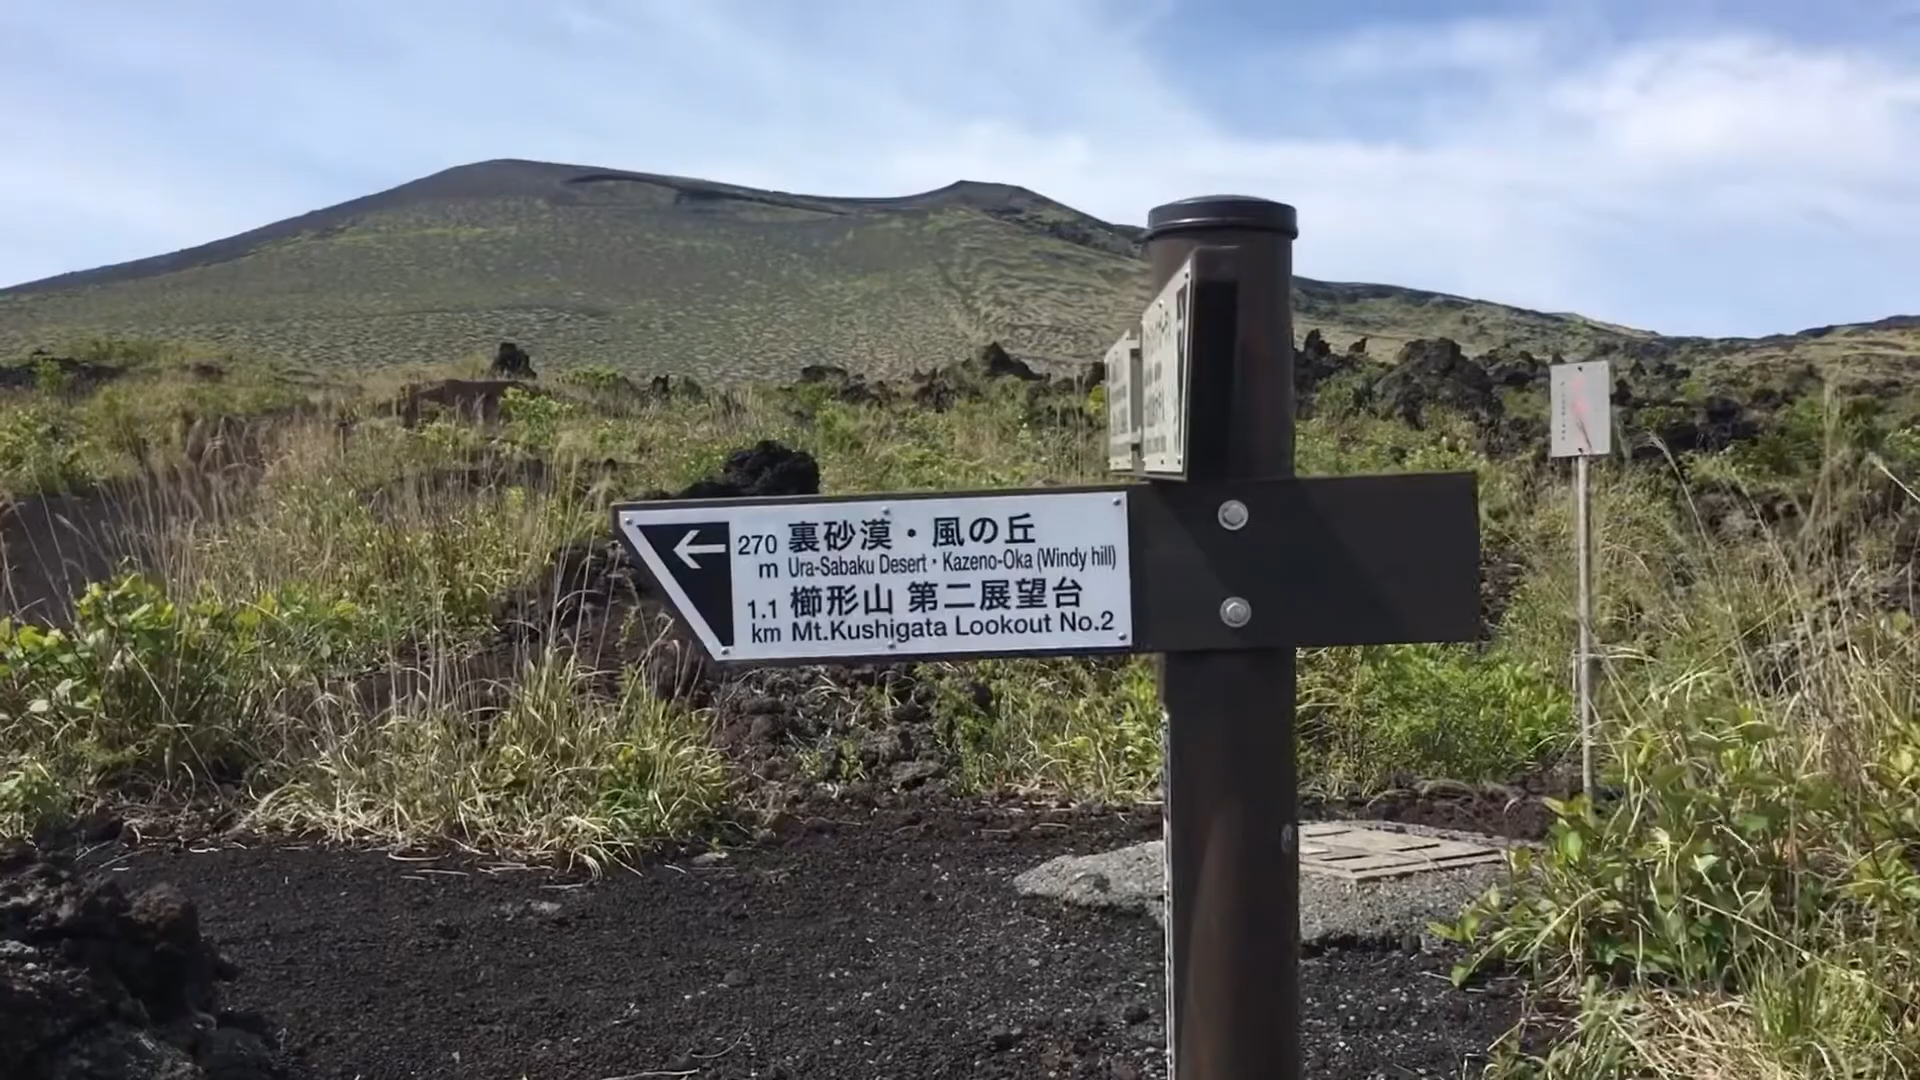 270 m 裏砂漠・風の丘
Ura-Sabaku Desert・Kazeno-Oka (Windy hill)
1.1 km 櫛形山 第二展望台
Mt.Kushigata Lookout No.2